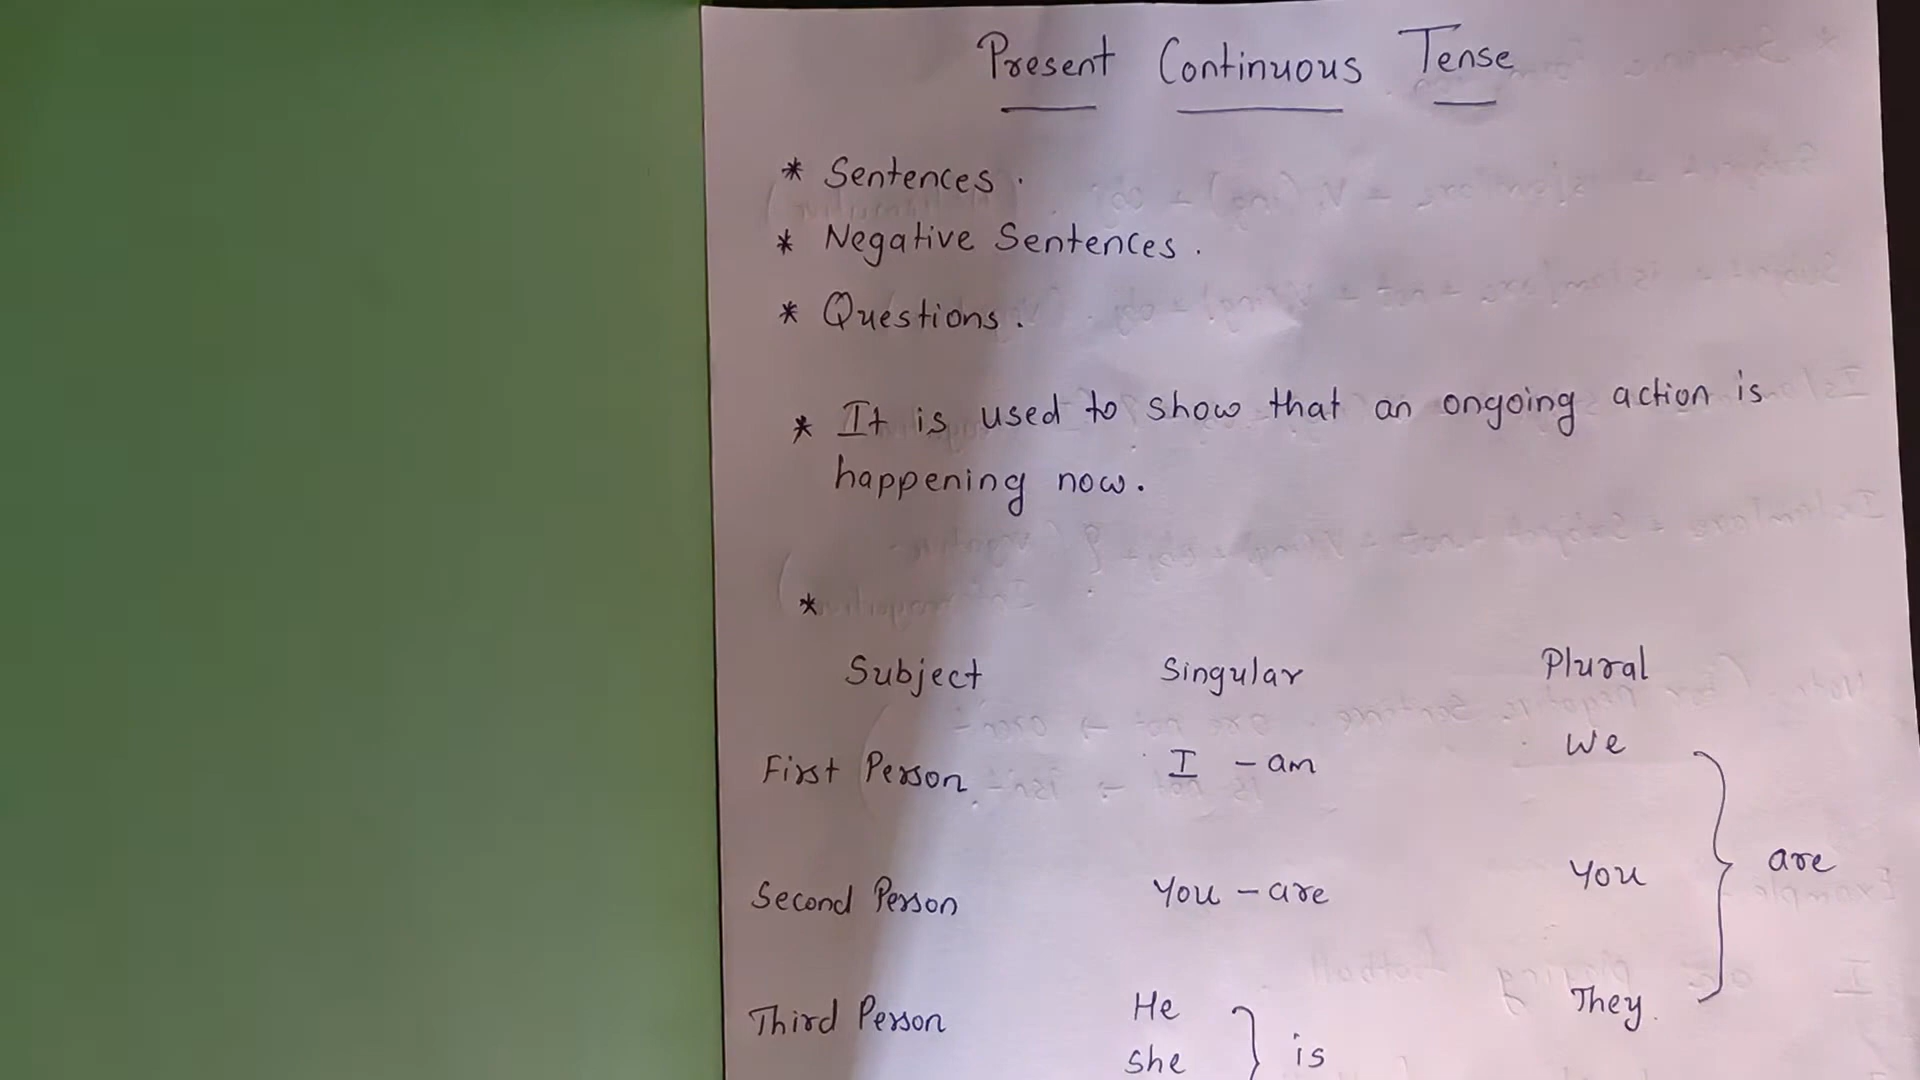 Present Continuous Tense
* Sentences.
* Negative Sentences.
* Questions.
* It is used to show that an ongoing action is
happening now.
*
Subject Singular Plural
First Person I - am We
Second Person You - are You } are
Third Person He They.
She } is